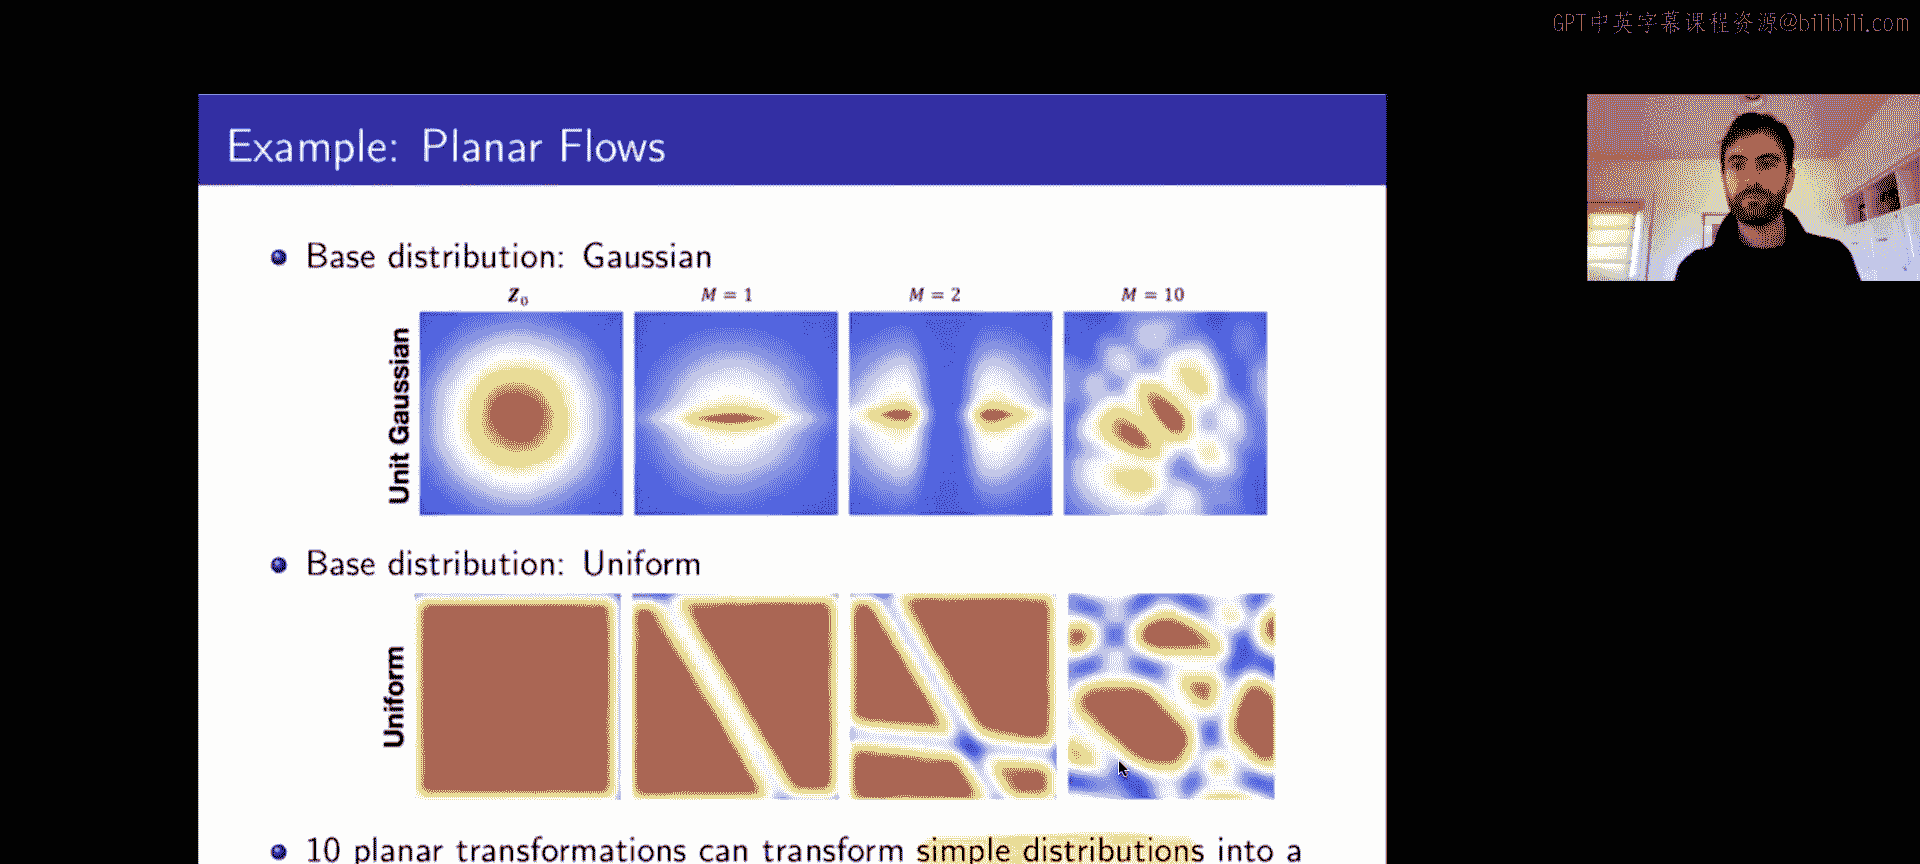 GPT中英字幕课程资源@bilibili.com
Example: Planar Flows
Base distribution: Gaussian
Z₀ M = 1 M = 2 M = 10
Unit Gaussian
Base distribution: Uniform
Uniform
10 planar transformations can transform simple distributions into a